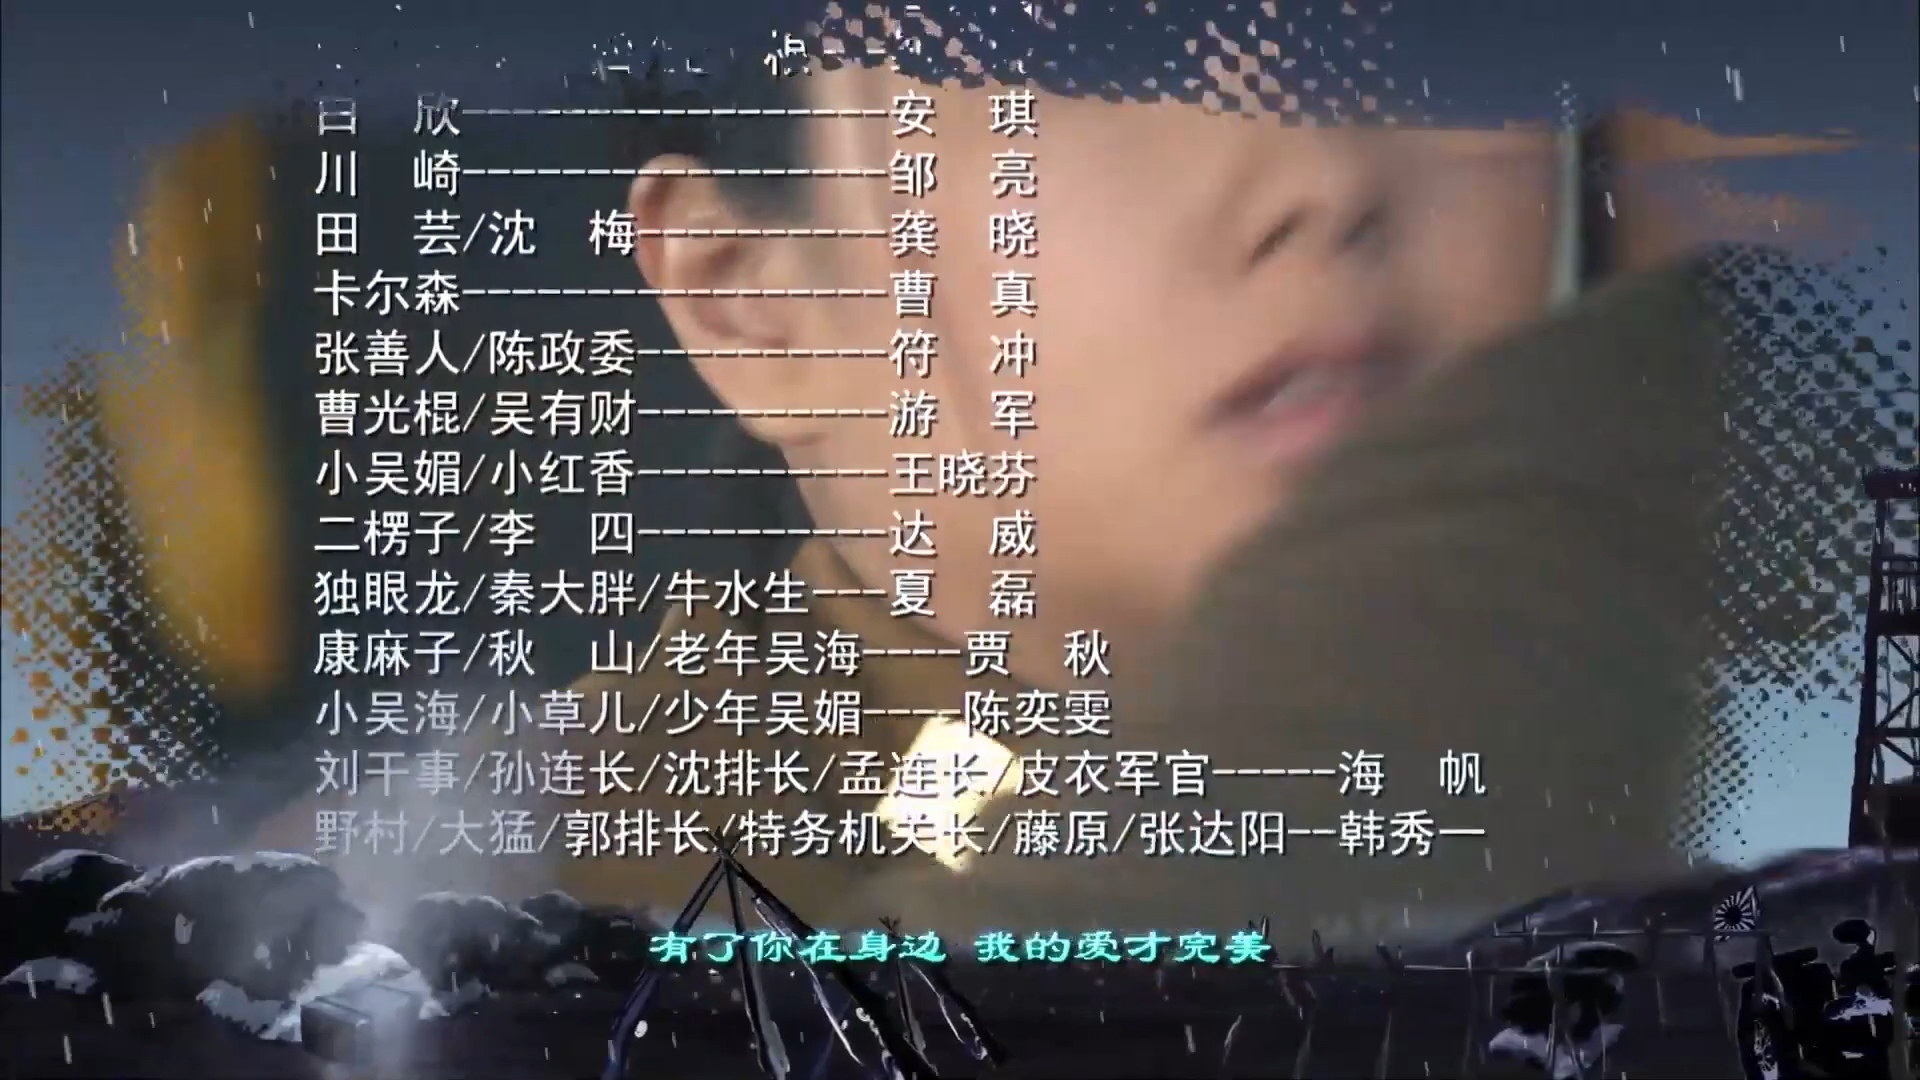 白　欣-----------------安　琪
川　崎-----------------邹　亮
田　芸/沈　梅----------龚　晓
卡尔森-----------------曹　真
张善人/陈政委----------符　冲
曹光棍/吴有财----------游　军
小吴媚/小红香----------王晓芬
二楞子/李　四----------达　威
独眼龙/秦大胖/牛水生---夏　磊
康麻子/秋　山/老年吴海----贾　秋
小吴海/小草儿/少年吴媚----陈奕雯
刘干事/孙连长/沈排长/孟连长/皮衣军官-----海　帆
野村/大猛/郭排长/特务机关长/藤原/张达阳--韩秀一
有了你在身边 我的爱才完美